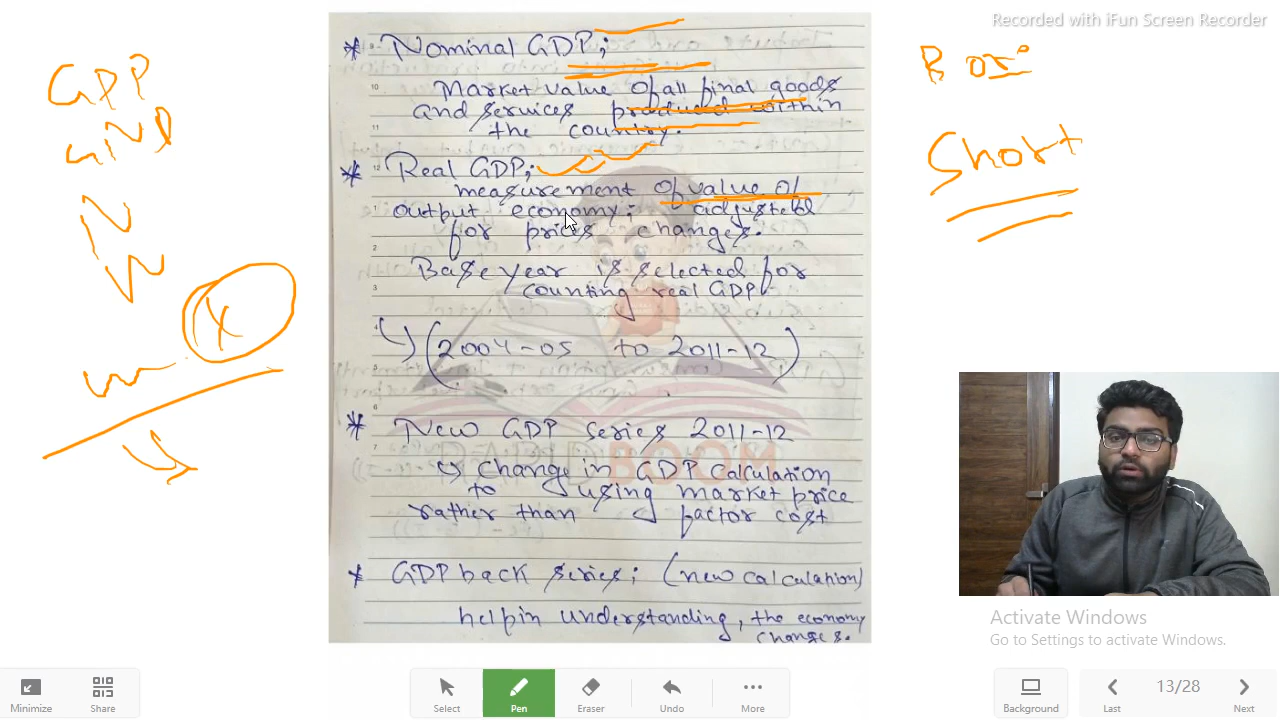 Recorded with iFun Screen Recorder
GDP
GNP
N
Short
* Nominal GDP;
Market value of all final goods
and services produced within
the country.
* Real GDP;
measurement of value of
output economy; adjusted
for prices changes.
Base year is selected for
counting real GDP.
(2004-05 to 2011-12)
* New GDP series 2011-12
↳ change in GDP calculation
to using market price
rather than factor cost
* GDP back series; (new calculation)
help in understanding, the economy
changes.
BOOM
Activate Windows
Go to Settings to activate Windows.
Minimize
Share
Select
Pen
Eraser
Undo
More
Background
Last
13/28
Next